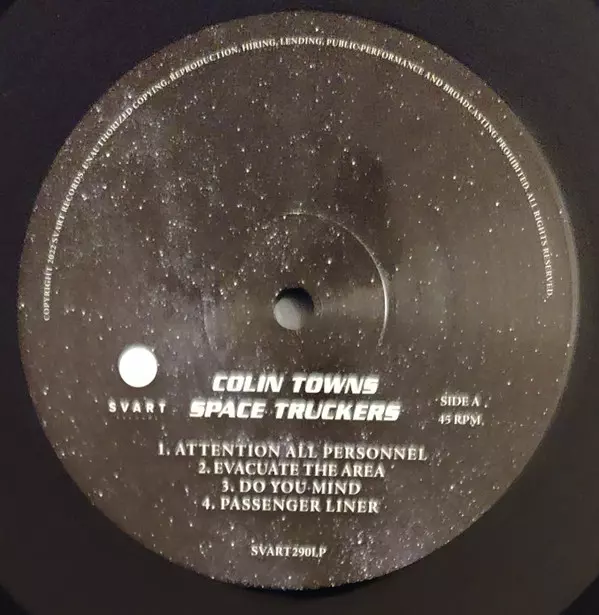 COPYRIGHT 2022 SVART RECORDS. UNAUTHORIZED COPYING, REPRODUCTION, HIRING, LENDING, PUBLIC PERFORMANCE AND BROADCASTING PROHIBITED. ALL RIGHTS RESERVED.
COLIN TOWNS
SPACE TRUCKERS
SVART
SIDE A
45 RPM
1. ATTENTION ALL PERSONNEL
2. EVACUATE THE AREA
3. DO YOU MIND
4. PASSENGER LINER
SVART290LP